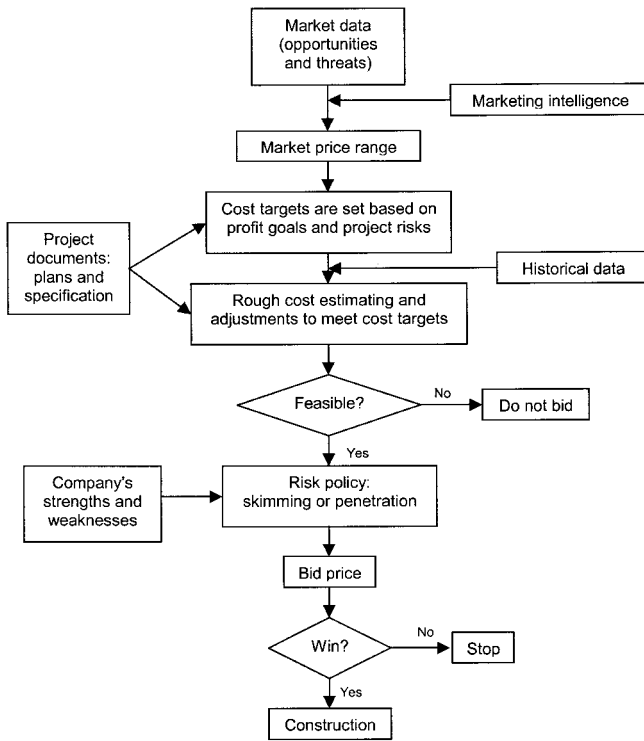 Market data
(opportunities
and threats)
Marketing intelligence
Market price range
Cost targets are set based on
profit goals and project risks
Project
documents:
plans and
specification
Historical data
Rough cost estimating and
adjustments to meet cost targets
Feasible?
No
Do not bid
Yes
Company's
strengths and
weaknesses
Risk policy:
skimming or penetration
Bid price
Win?
No
Stop
Yes
Construction